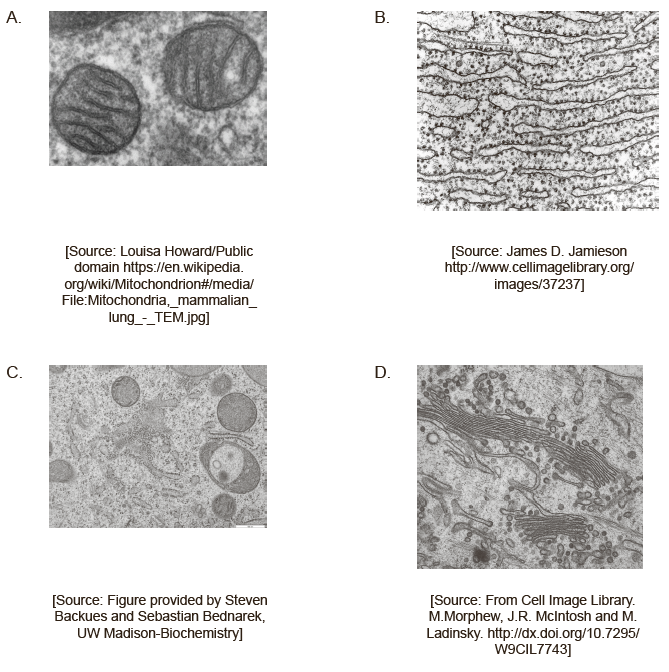 A.
B.
[Source: Louisa Howard/Public
domain https://en.wikipedia.
org/wiki/Mitochondrion#/media/
File:Mitochondria,_mammalian_
lung_-_TEM.jpg]
[Source: James D. Jamieson
http://www.cellimagelibrary.org/
images/37237]
C.
D.
[Source: Figure provided by Steven
Backues and Sebastian Bednarek,
UW Madison-Biochemistry]
[Source: From Cell Image Library.
M.Morphew, J.R. McIntosh and M.
Ladinsky. http://dx.doi.org/10.7295/
W9CIL7743]